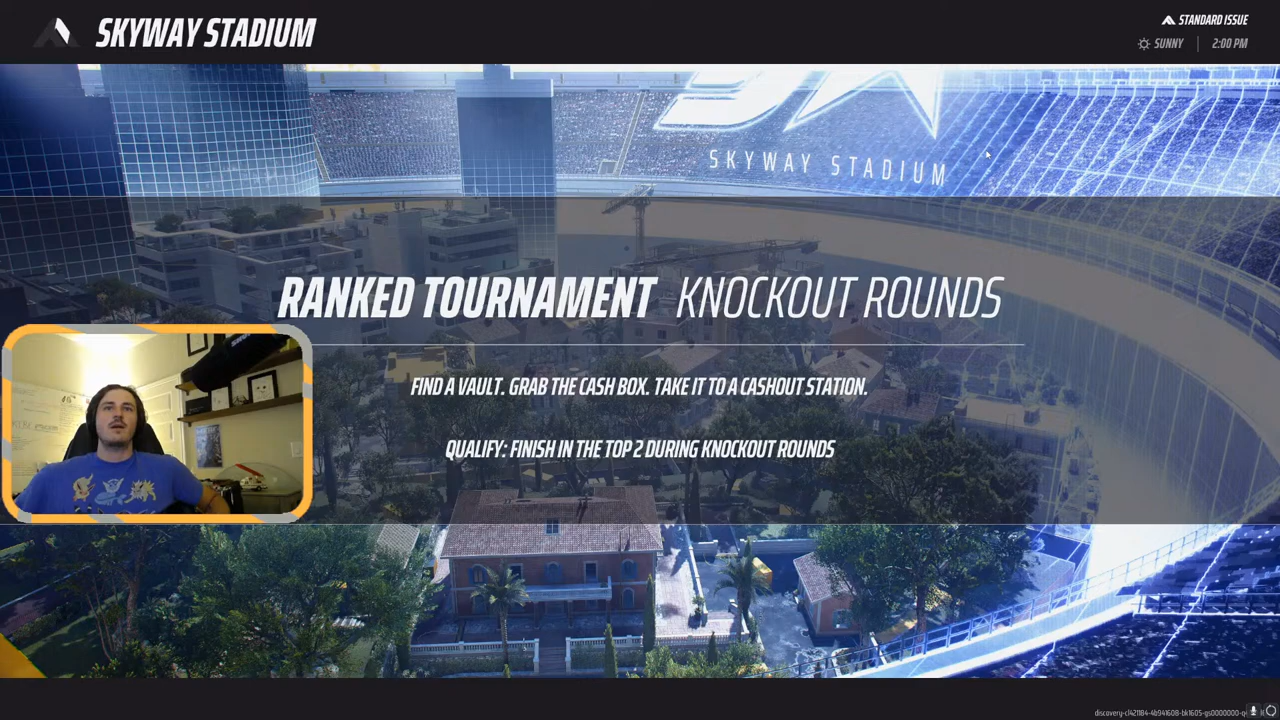 SKYWAY STADIUM
STANDARD ISSUE
SUNNY
2:00 PM
SKYWAY STADIUM
RANKED TOURNAMENT KNOCKOUT ROUNDS
FIND A VAULT. GRAB THE CASH BOX. TAKE IT TO A CASHOUT STATION.
QUALIFY: FINISH IN THE TOP 2 DURING KNOCKOUT ROUNDS